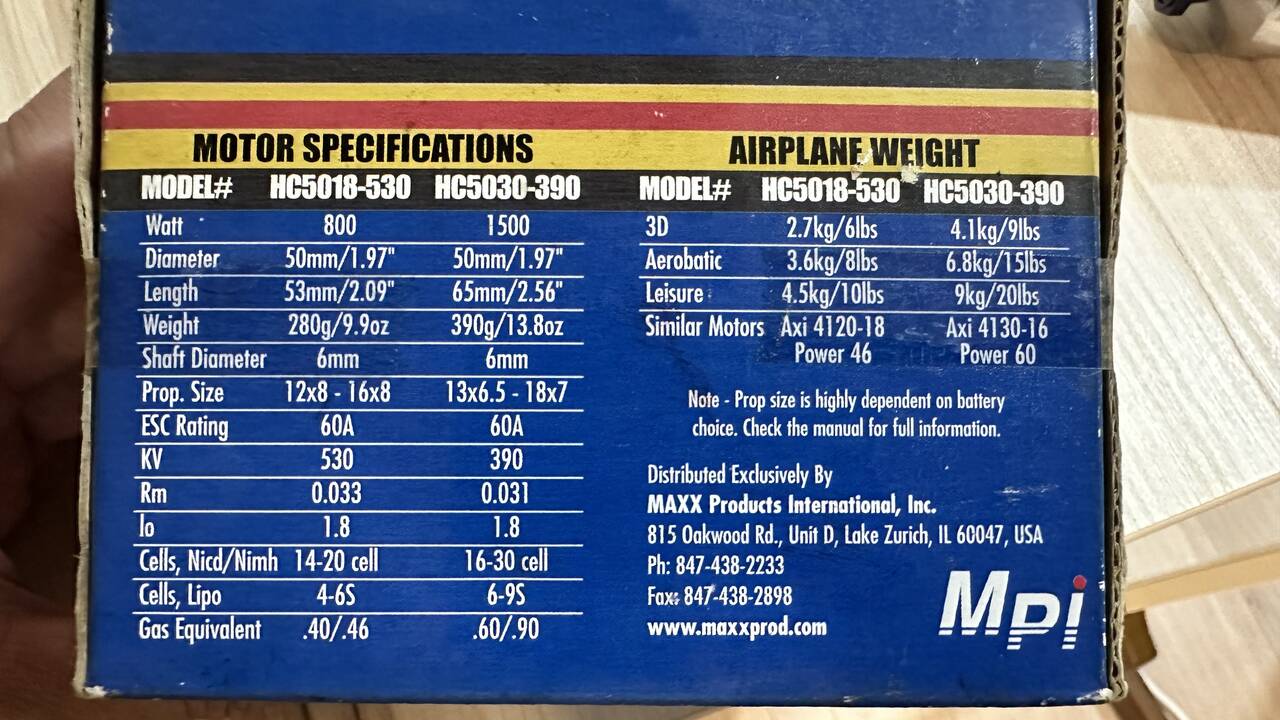 MOTOR SPECIFICATIONS
MODEL# HC5018-530 HC5030-390
Watt 800 1500
Diameter 50mm/1.97" 50mm/1.97"
Length 53mm/2.09" 65mm/2.56"
Weight 280g/9.9oz 390g/13.8oz
Shaft Diameter 6mm 6mm
Prop. Size 12x8 - 16x8 13x6.5 - 18x7
ESC Rating 60A 60A
KV 530 390
Rm 0.033 0.031
Io 1.8 1.8
Cells, Nicd/Nimh 14-20 cell 16-30 cell
Cells, Lipo 4-6S 6-9S
Gas Equivalent .40/.46 .60/.90
AIRPLANE WEIGHT
MODEL# HC5018-530 HC5030-390
3D 2.7kg/6lbs 4.1kg/9lbs
Aerobatic 3.6kg/8lbs 6.8kg/15lbs
Leisure 4.5kg/10lbs 9kg/20lbs
Similar Motors Axi 4120-18 Axi 4130-16
Power 46 Power 60
Note - Prop size is highly dependent on battery
choice. Check the manual for full information.
Distributed Exclusively By
MAXX Products International, Inc.
815 Oakwood Rd., Unit D, Lake Zurich, IL 60047, USA
Ph: 847-438-2233
Fax: 847-438-2898
www.maxxprod.com
MPi